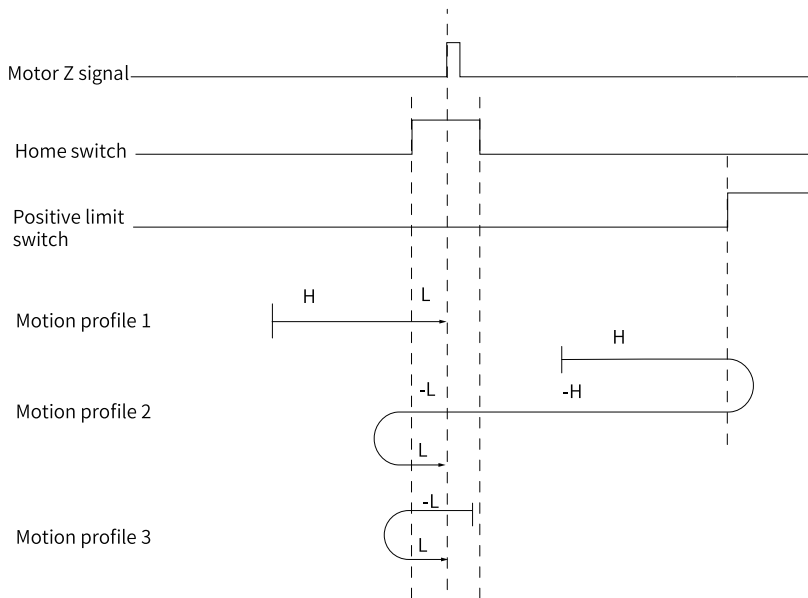 Motor Z signal
Home switch
Positive limit
switch
H
L
Motion profile 1
H
-L
-H
Motion profile 2
L
-L
Motion profile 3
L